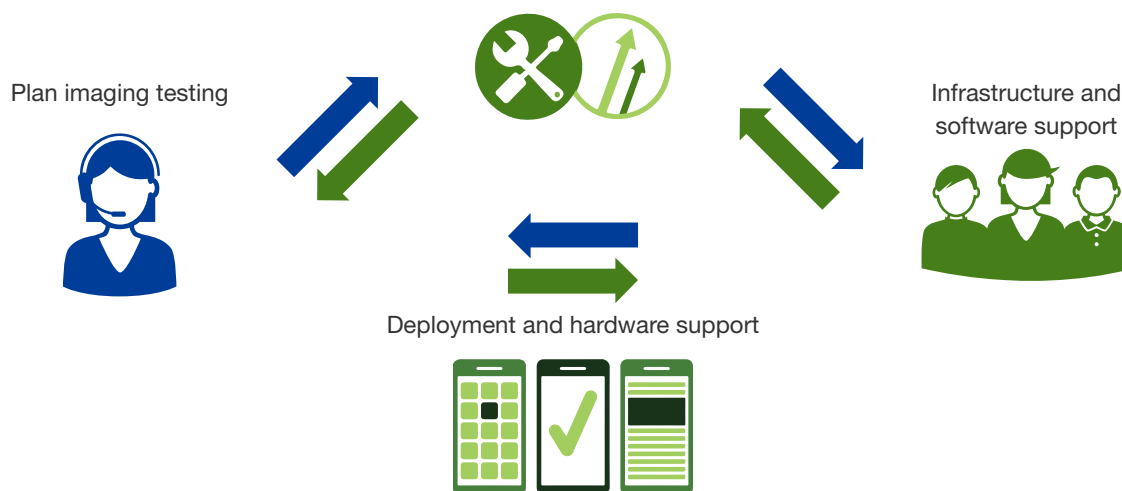 Plan imaging testing
Infrastructure and
software support
Deployment and hardware support